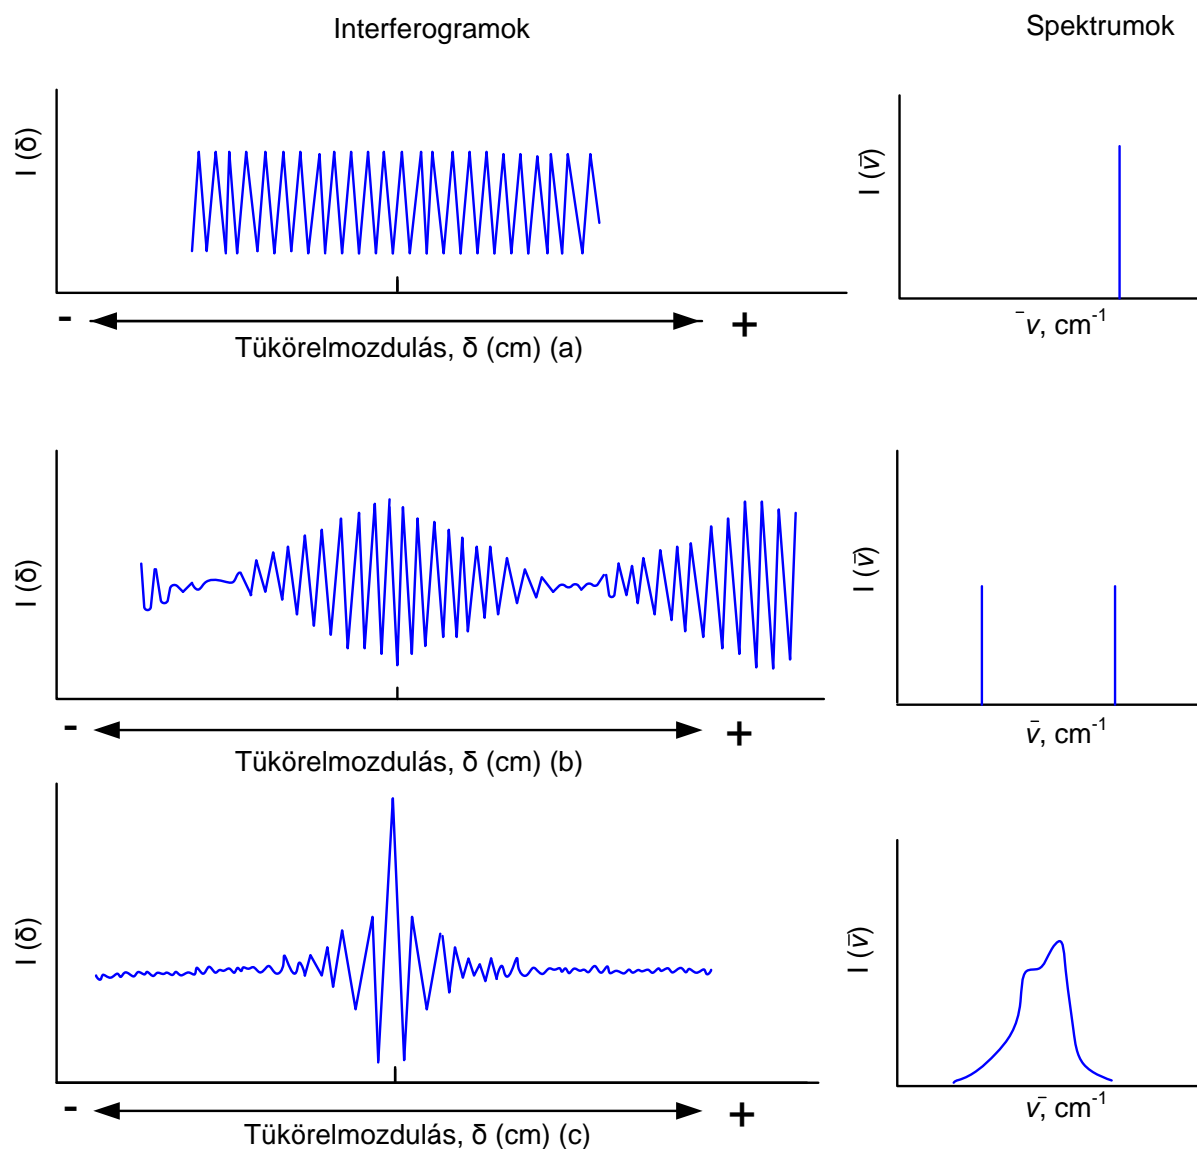 Interferogramok
Spektrumok
I (δ̄)
I (ν̄)
- +
Tükörelmozdulás, δ (cm) (a)
¯ν, cm-1
I (δ̄)
I (ν̄)
- +
Tükörelmozdulás, δ (cm) (b)
ν̄, cm-1
I (δ̄)
I (ν̄)
- +
Tükörelmozdulás, δ (cm) (c)
ν¯, cm-1